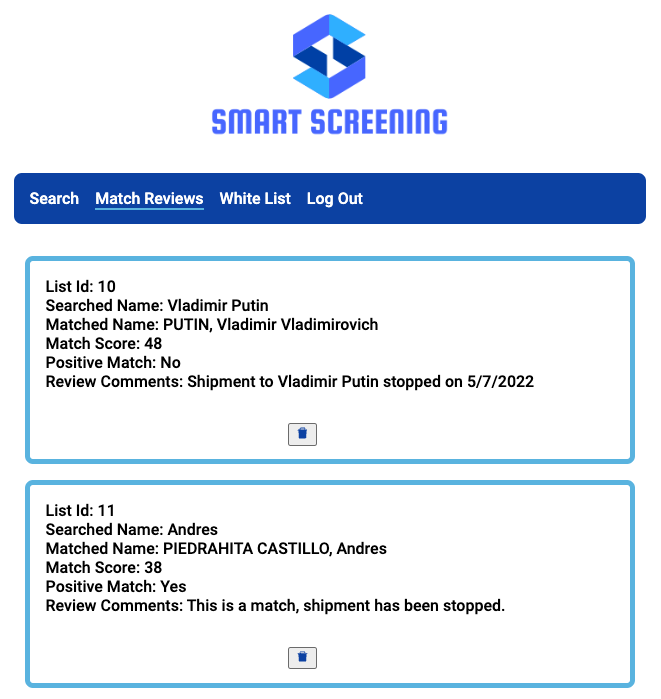 SMART SCREENING
Search Match Reviews White List Log Out
List Id: 10
Searched Name: Vladimir Putin
Matched Name: PUTIN, Vladimir Vladimirovich
Match Score: 48
Positive Match: No
Review Comments: Shipment to Vladimir Putin stopped on 5/7/2022
List Id: 11
Searched Name: Andres
Matched Name: PIEDRAHITA CASTILLO, Andres
Match Score: 38
Positive Match: Yes
Review Comments: This is a match, shipment has been stopped.